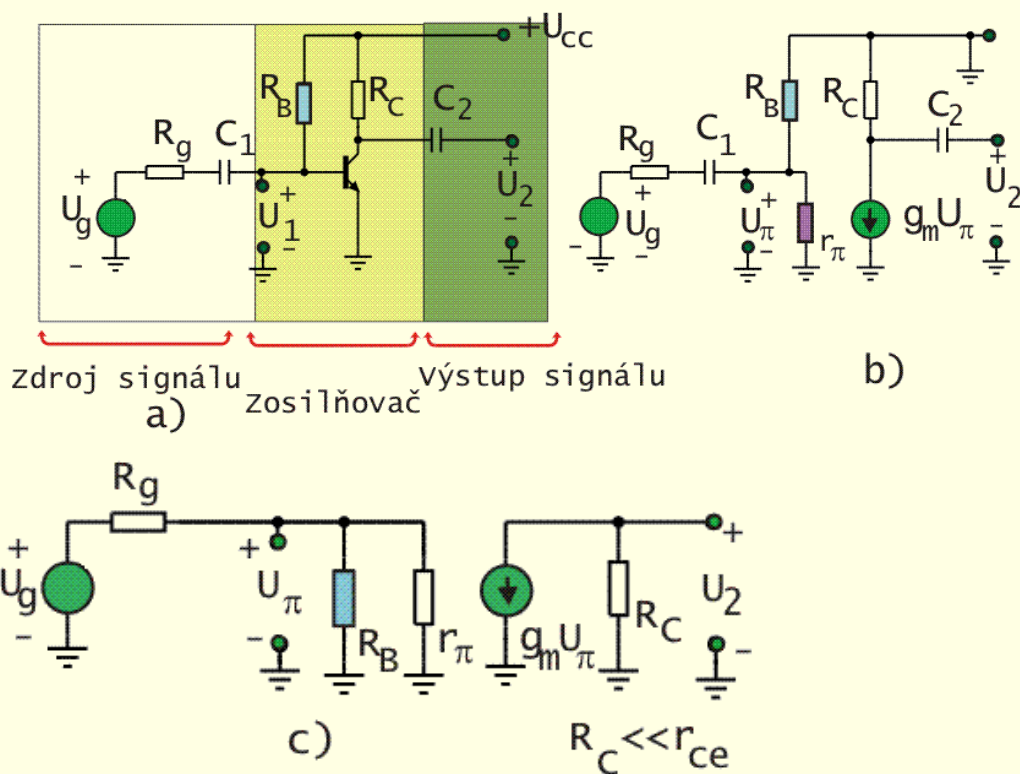 +Ucc
RB
RC
C2
Rg
C1
+
Ug
-
+
U1
-
+
U2
-
Zdroj signálu
Zosilňovač
Výstup signálu
a)
RB
RC
C2
Rg
C1
+
Ug
-
-
+
Uπ
-
rπ
gmUπ
+
U2
-
b)
Rg
+
Ug
-
+
Uπ
-
RB
rπ
gmUπ
RC
+
U2
-
c)
RC<<rce